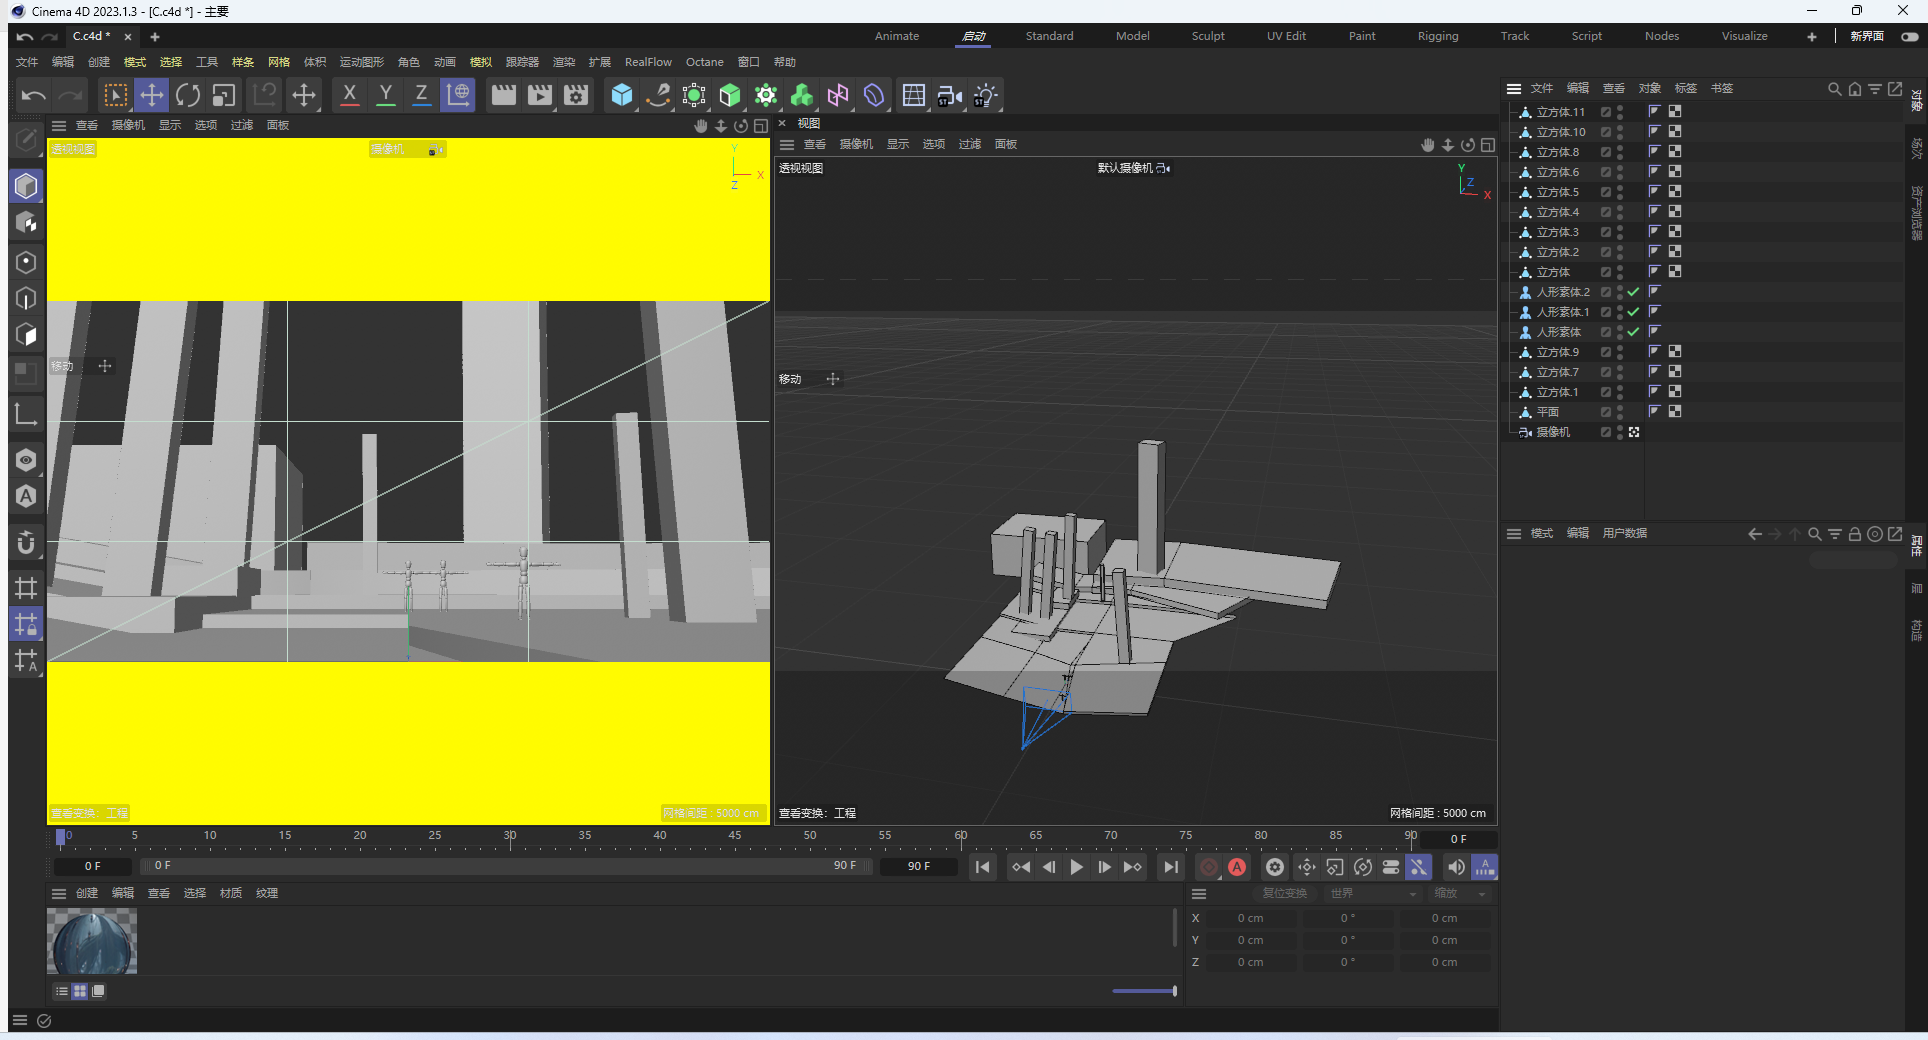 Cinema 4D 2023.1.3 - [C.c4d *] - 主要
C.c4d *
Animate 启动 Standard Model Sculpt UV Edit Paint Rigging Track Script Nodes Visualize 新界面
文件 编辑 创建 模式 选择 工具 样条 网格 体积 运动图形 角色 动画 模拟 跟踪器 渲染 扩展 RealFlow Octane 窗口 帮助
X Y Z
查看 摄像机 显示 选项 过滤 面板
透视视图
摄像机
Y
X
Z
移动
查看变换：工程
网格间距 : 5000 cm
视图
查看 摄像机 显示 选项 过滤 面板
透视视图
默认摄像机
Y
Z
X
移动
查看变换：工程
网格间距 : 5000 cm
文件 编辑 查看 对象 标签 书签
立方体.11
立方体.10
立方体.8
立方体.6
立方体.5
立方体.4
立方体.3
立方体.2
立方体
人形素体.2
人形素体.1
人形素体
立方体.9
立方体.7
立方体.1
平面
摄像机
对象
场次
资产浏览器
模式 编辑 用户数据
属性
层
构造
0 5 10 15 20 25 30 35 40 45 50 55 60 65 70 75 80 85 90
0 F
0 F
0 F
90 F
90 F
创建 编辑 查看 选择 材质 纹理
复位变换 世界 缩放
X 0 cm 0 ° 0 cm
Y 0 cm 0 ° 0 cm
Z 0 cm 0 ° 0 cm